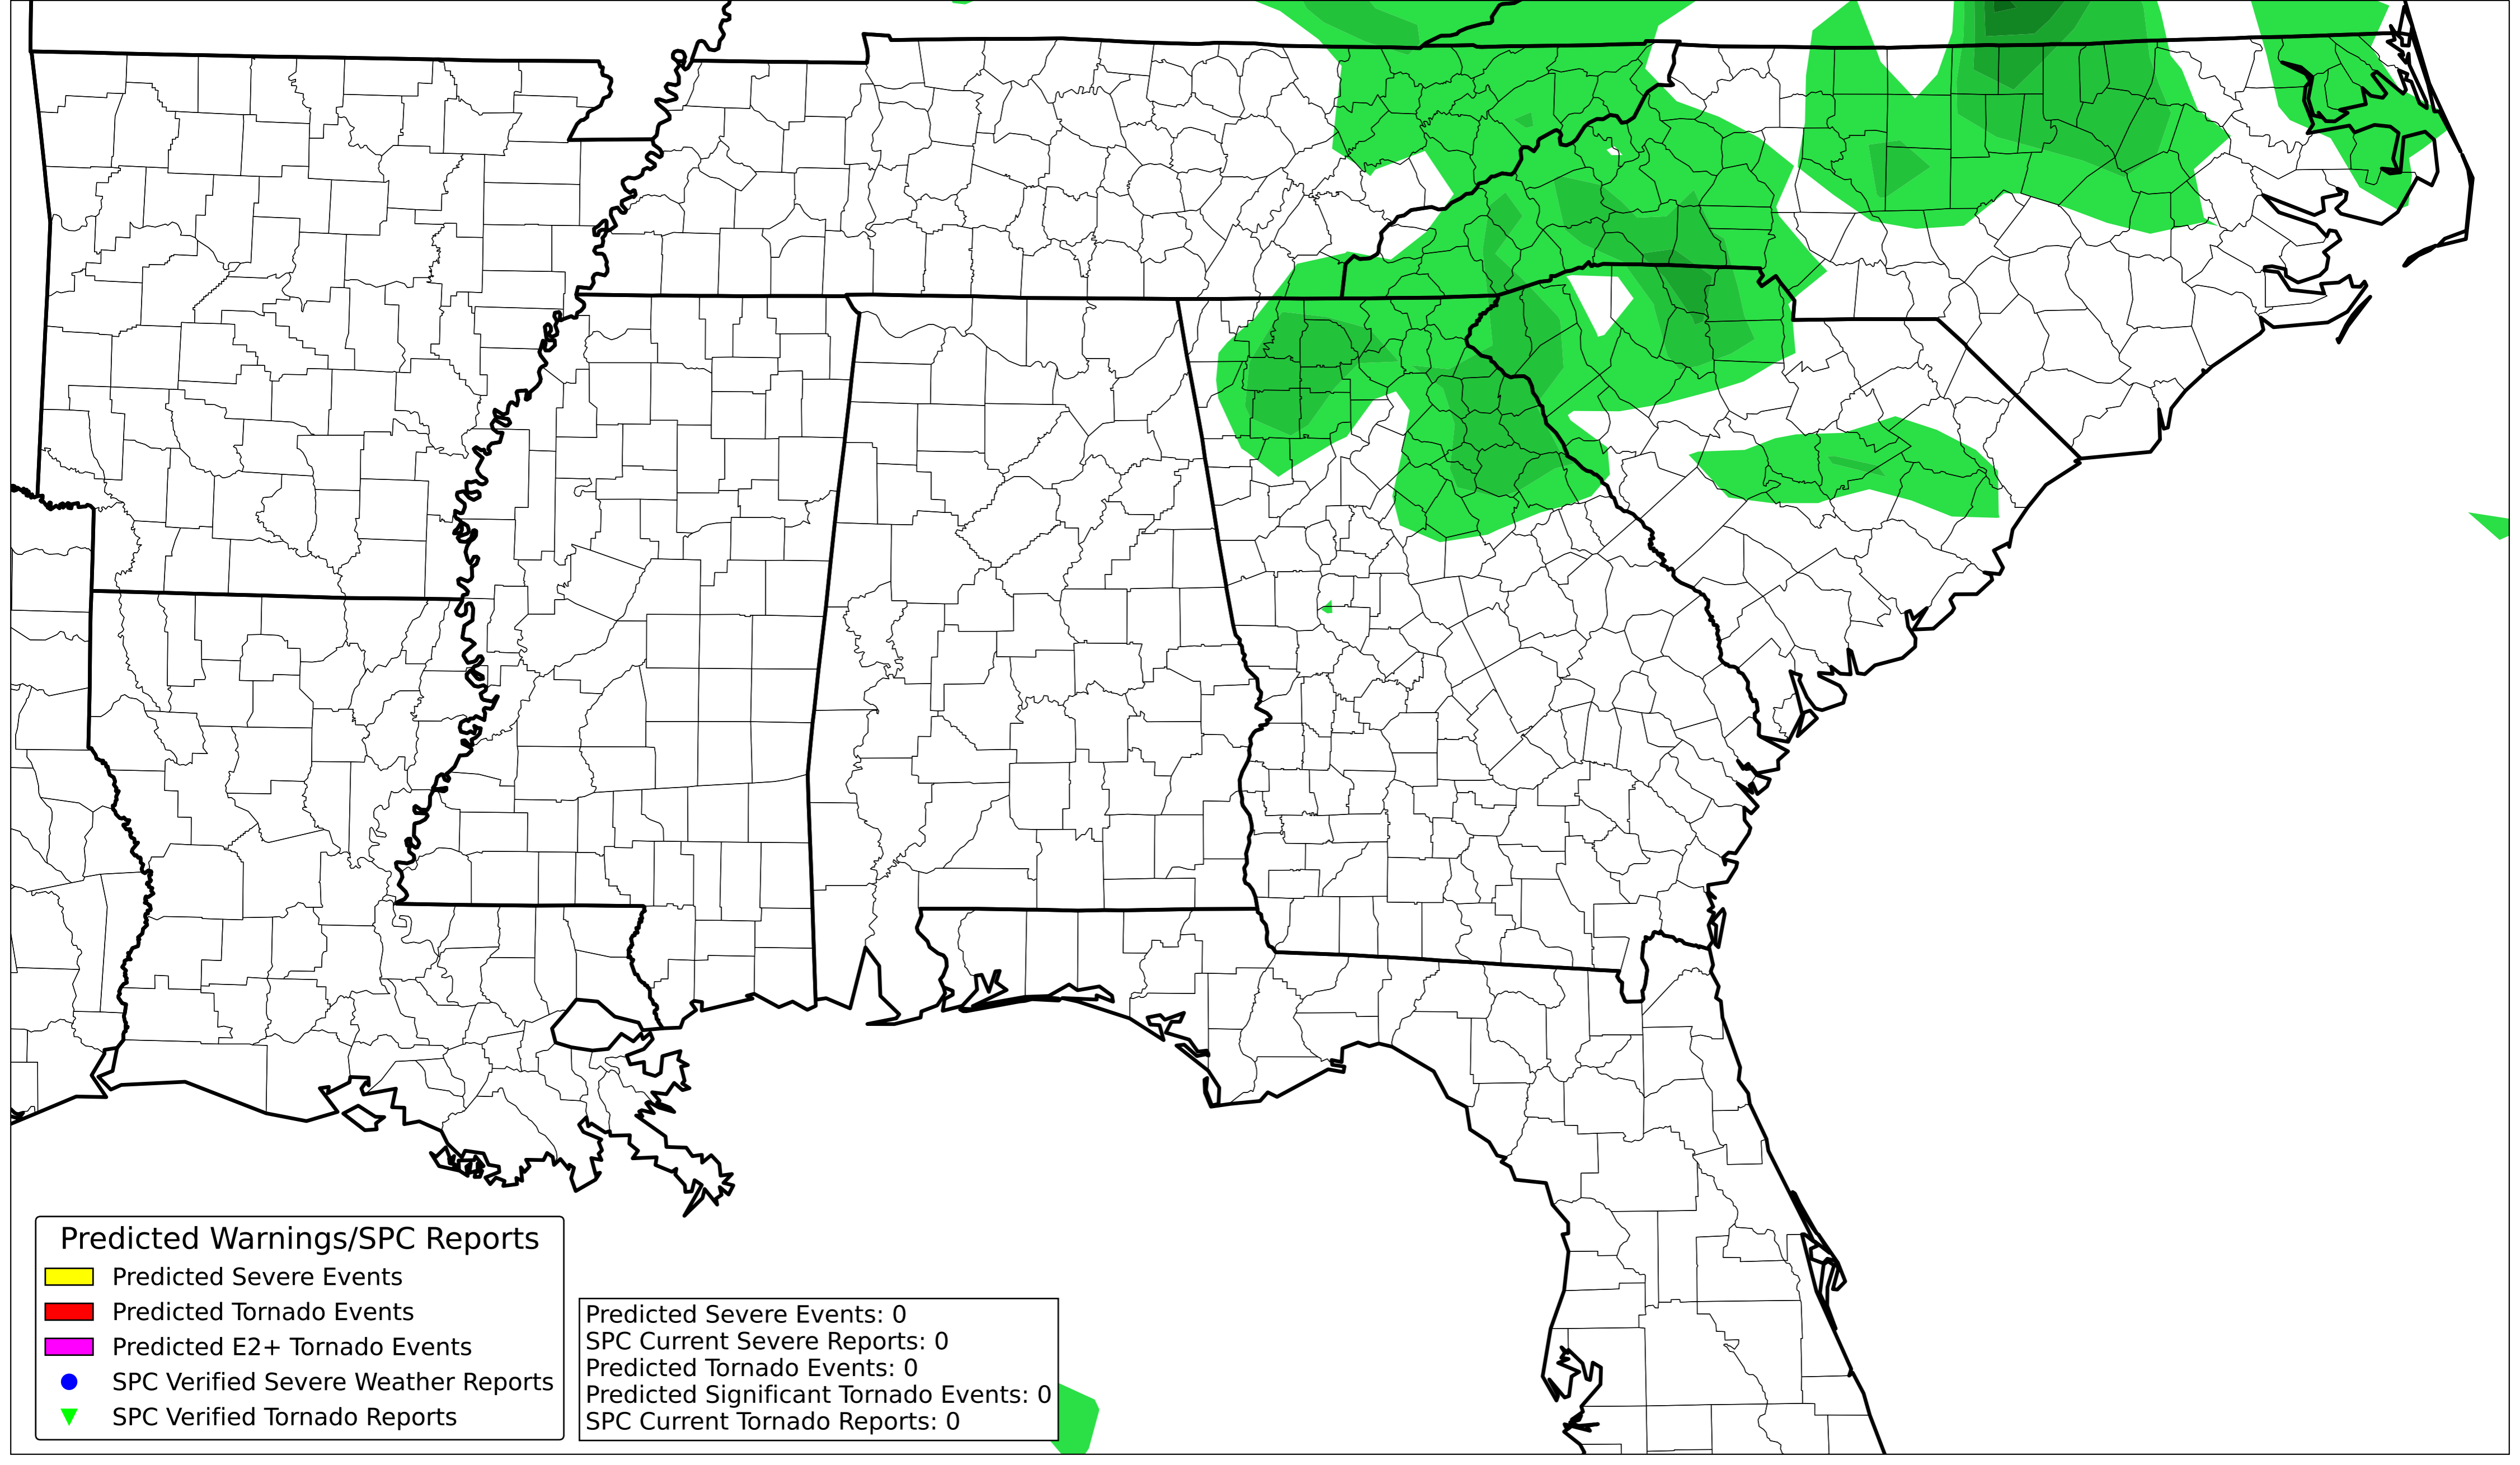 Predicted Warnings/SPC Reports
Predicted Severe Events
Predicted Tornado Events
Predicted E2+ Tornado Events
SPC Verified Severe Weather Reports
SPC Verified Tornado Reports
Predicted Severe Events: 0
SPC Current Severe Reports: 0
Predicted Tornado Events: 0
Predicted Significant Tornado Events: 0
SPC Current Tornado Reports: 0